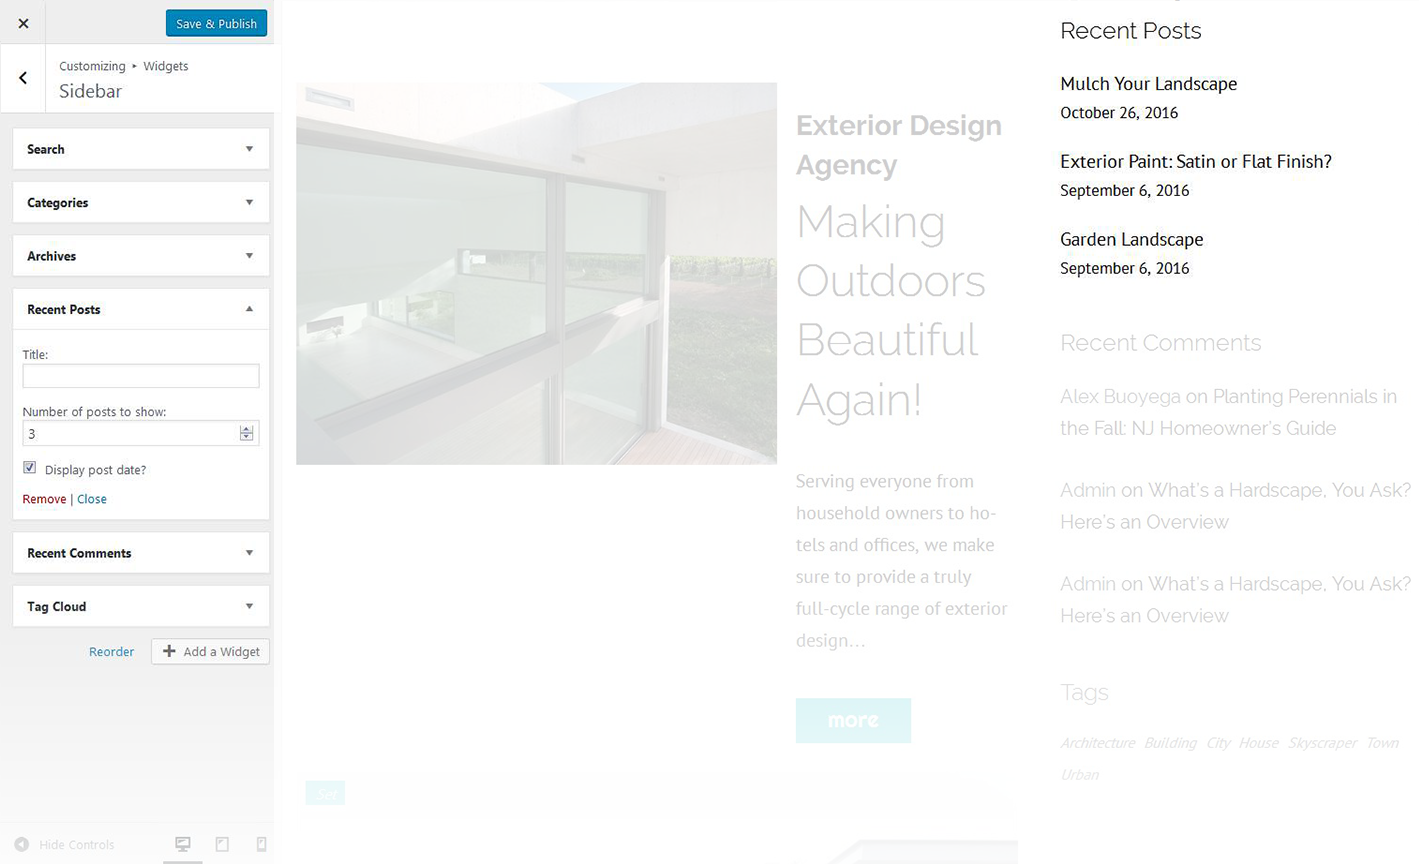 Save & Publish
Customizing ▸ Widgets
Sidebar
Search
Categories
Archives
Recent Posts
Title:
Number of posts to show:
3
Display post date?
Remove | Close
Recent Comments
Tag Cloud
Reorder
Add a Widget
Hide Controls
Exterior Design
Agency
Making
Outdoors
Beautiful
Again!
Serving everyone from
household owners to ho-
tels and offices, we make
sure to provide a truly
full-cycle range of exterior
design...
more
Recent Posts
Mulch Your Landscape
October 26, 2016
Exterior Paint: Satin or Flat Finish?
September 6, 2016
Garden Landscape
September 6, 2016
Recent Comments
Alex Buoyega on Planting Perennials in
the Fall: NJ Homeowner's Guide
Admin on What's a Hardscape, You Ask?
Here's an Overview
Admin on What's a Hardscape, You Ask?
Here's an Overview
Tags
Architecture Building City House Skyscraper Town
Urban